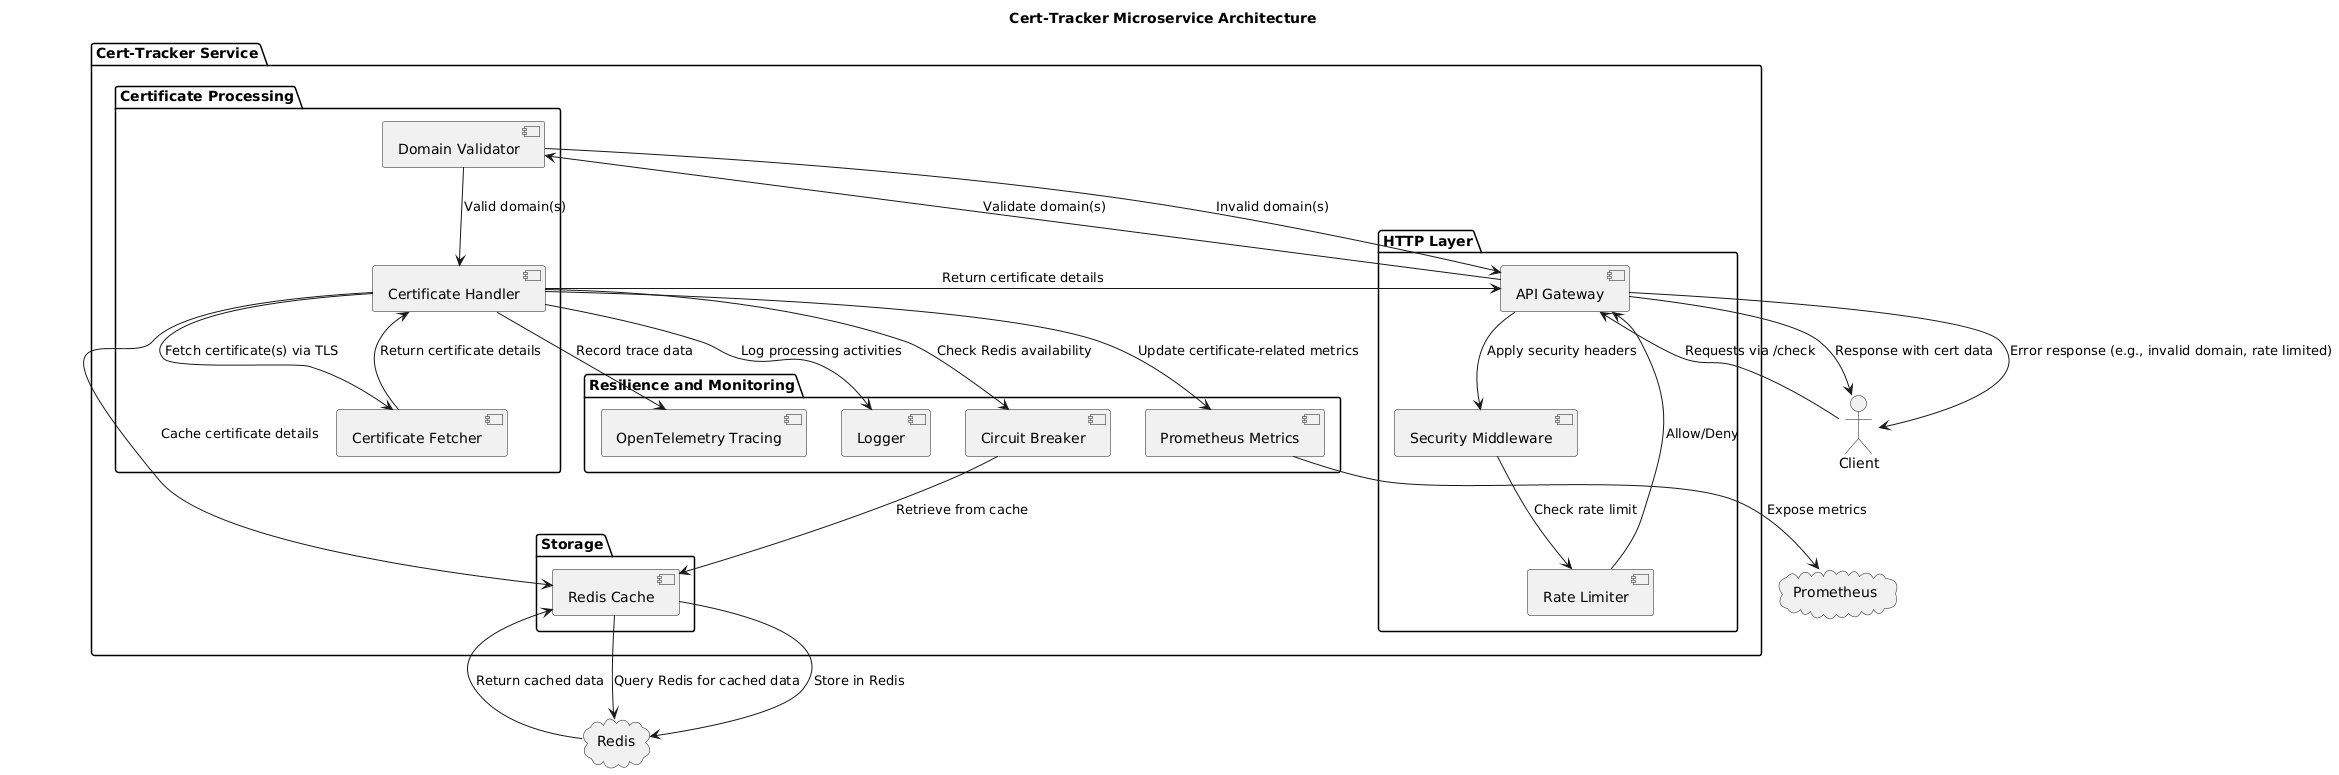 Cert-Tracker Microservice Architecture
Cert-Tracker Service
Certificate Processing
Domain Validator
Valid domain(s)
Validate domain(s)
Invalid domain(s)
HTTP Layer
Certificate Handler
Return certificate details
API Gateway
Fetch certificate(s) via TLS
Return certificate details
Record trace data
Log processing activities
Check Redis availability
Update certificate-related metrics
Apply security headers
Requests via /check
Response with cert data
Error response (e.g., invalid domain, rate limited)
Resilience and Monitoring
Cache certificate details
Certificate Fetcher
OpenTelemetry Tracing
Logger
Circuit Breaker
Prometheus Metrics
Security Middleware
Allow/Deny
Client
Retrieve from cache
Check rate limit
Expose metrics
Storage
Redis Cache
Rate Limiter
Prometheus
Return cached data
Query Redis for cached data
Store in Redis
Redis